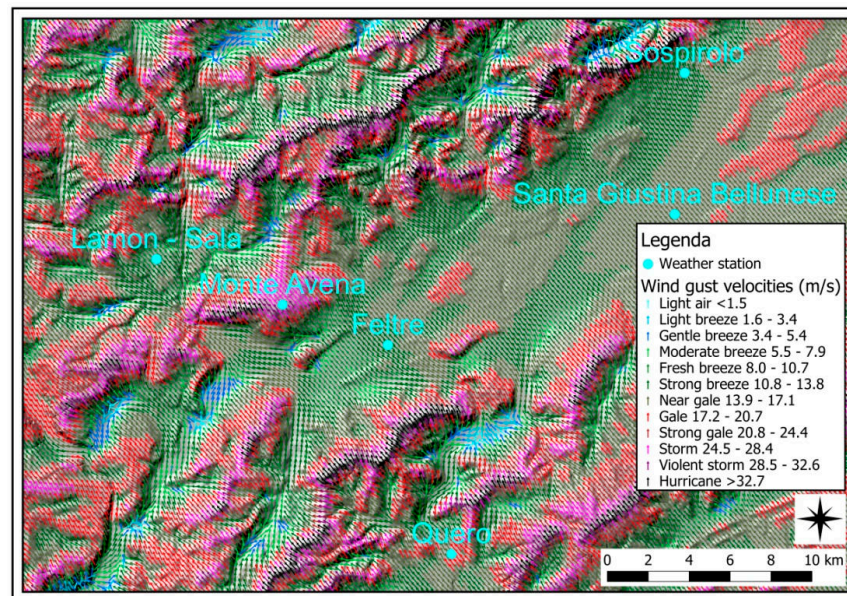 Sospirolo
Santa Giustina Bellunese
Lamon - Sala
Monte Avena
Feltre
Quero
Legenda
Weather station
Wind gust velocities (m/s)
Light air <1.5
Light breeze 1.6 - 3.4
Gentle breeze 3.4 - 5.4
Moderate breeze 5.5 - 7.9
Fresh breeze 8.0 - 10.7
Strong breeze 10.8 - 13.8
Near gale 13.9 - 17.1
Gale 17.2 - 20.7
Strong gale 20.8 - 24.4
Storm 24.5 - 28.4
Violent storm 28.5 - 32.6
Hurricane >32.7
0 2 4 6 8 10 km